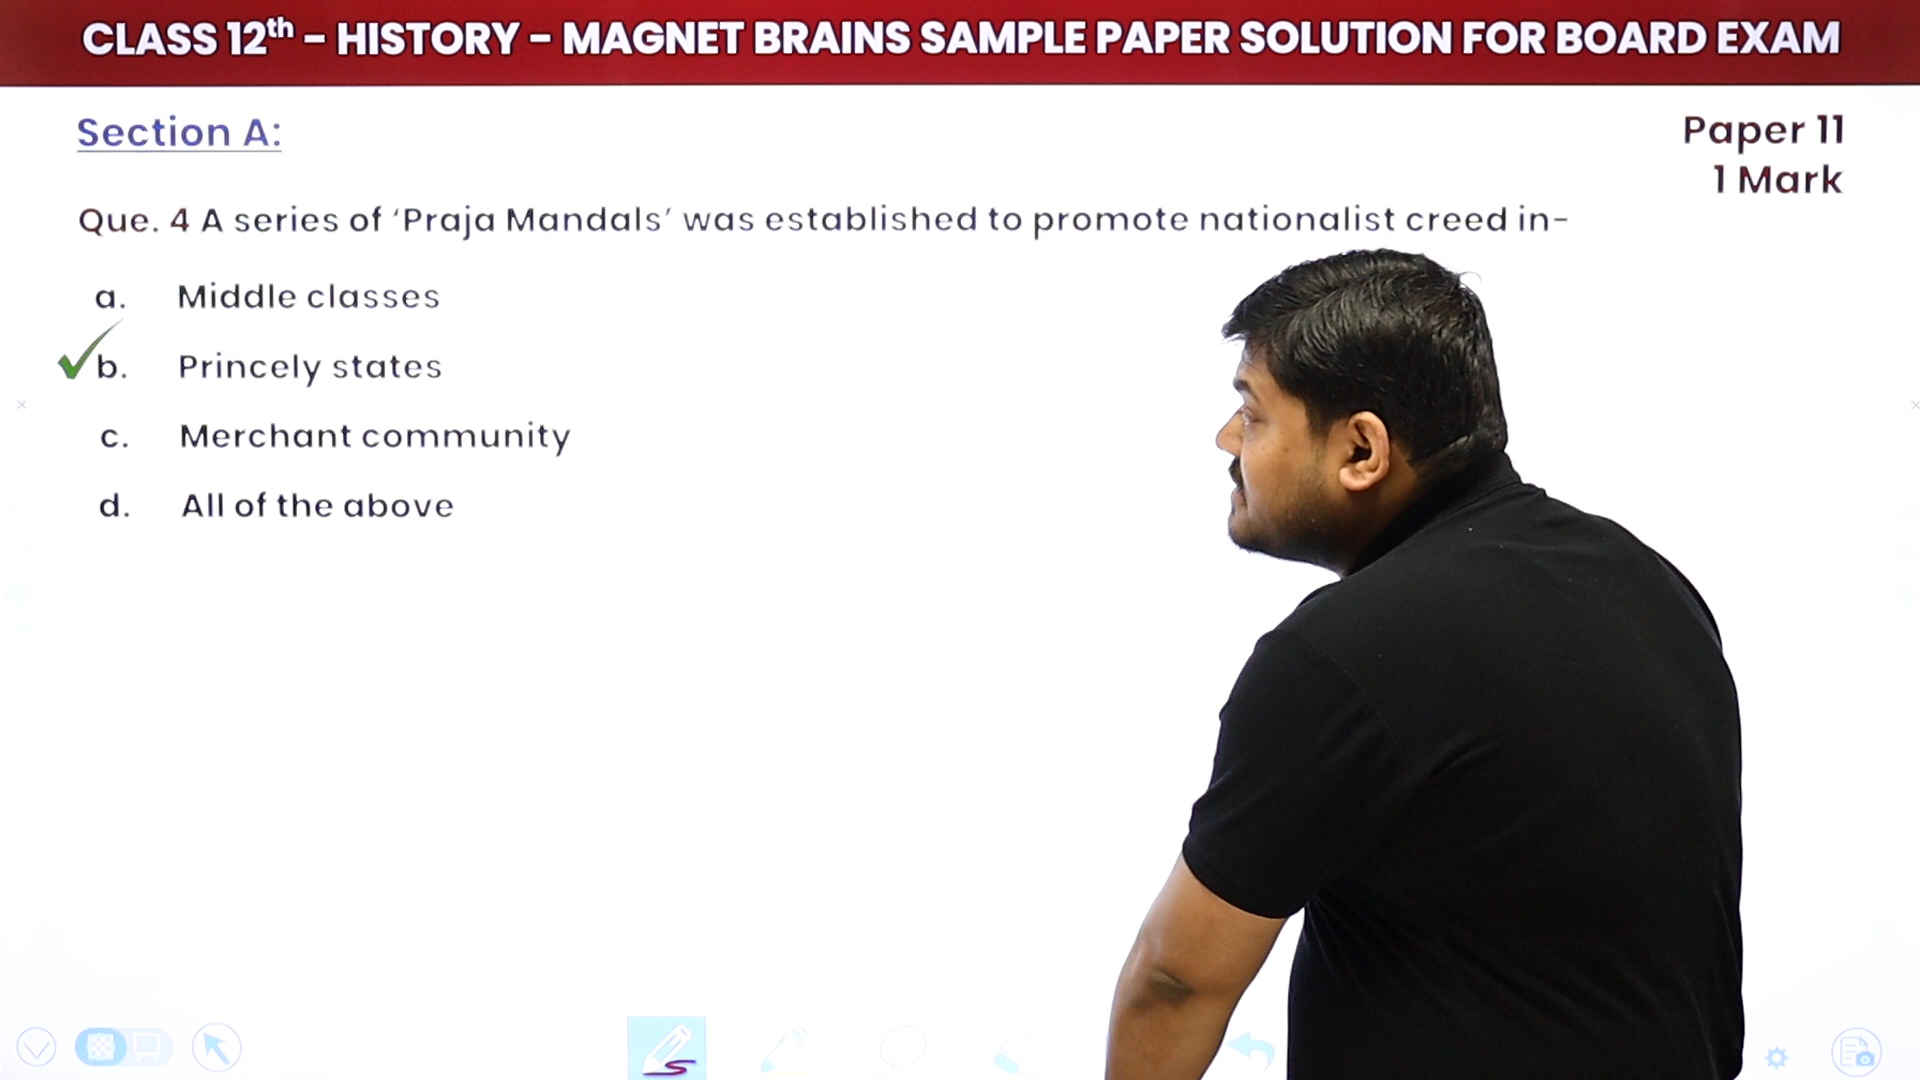 CLASS 12th - HISTORY - MAGNET BRAINS SAMPLE PAPER SOLUTION FOR BOARD EXAM
Section A:
Paper 11
1 Mark
Que. 4 A series of ‘Praja Mandals’ was established to promote nationalist creed in-
a. Middle classes
b. Princely states
c. Merchant community
d. All of the above